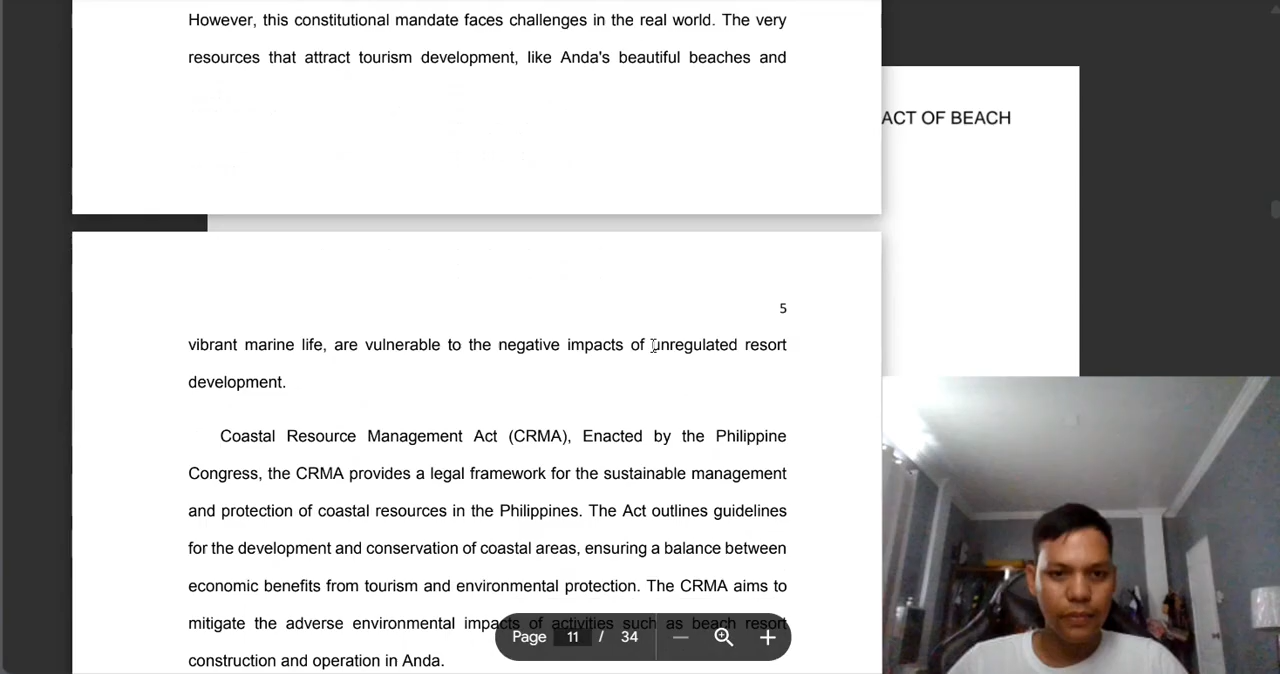 However, this constitutional mandate faces challenges in the real world. The very
resources that attract tourism development, like Anda's beautiful beaches and
ACT OF BEACH
5
vibrant marine life, are vulnerable to the negative impacts of unregulated resort
development.
Coastal Resource Management Act (CRMA), Enacted by the Philippine
Congress, the CRMA provides a legal framework for the sustainable management
and protection of coastal resources in the Philippines. The Act outlines guidelines
for the development and conservation of coastal areas, ensuring a balance between
economic benefits from tourism and environmental protection. The CRMA aims to
mitigate the adverse environmental impacts of activities such as beach resort
construction and operation in Anda.
Page 11 / 34